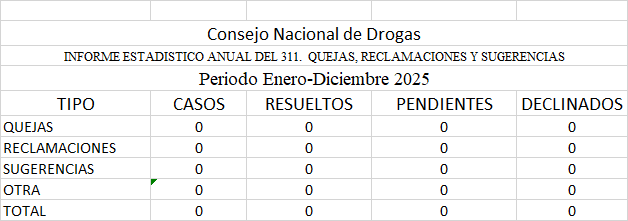 Consejo Nacional de Drogas
INFORME ESTADISTICO ANUAL DEL 311. QUEJAS, RECLAMACIONES Y SUGERENCIAS
Periodo Enero-Diciembre 2025
TIPO CASOS RESUELTOS PENDIENTES DECLINADOS
QUEJAS 0 0 0 0
RECLAMACIONES 0 0 0 0
SUGERENCIAS 0 0 0 0
OTRA 0 0 0 0
TOTAL 0 0 0 0